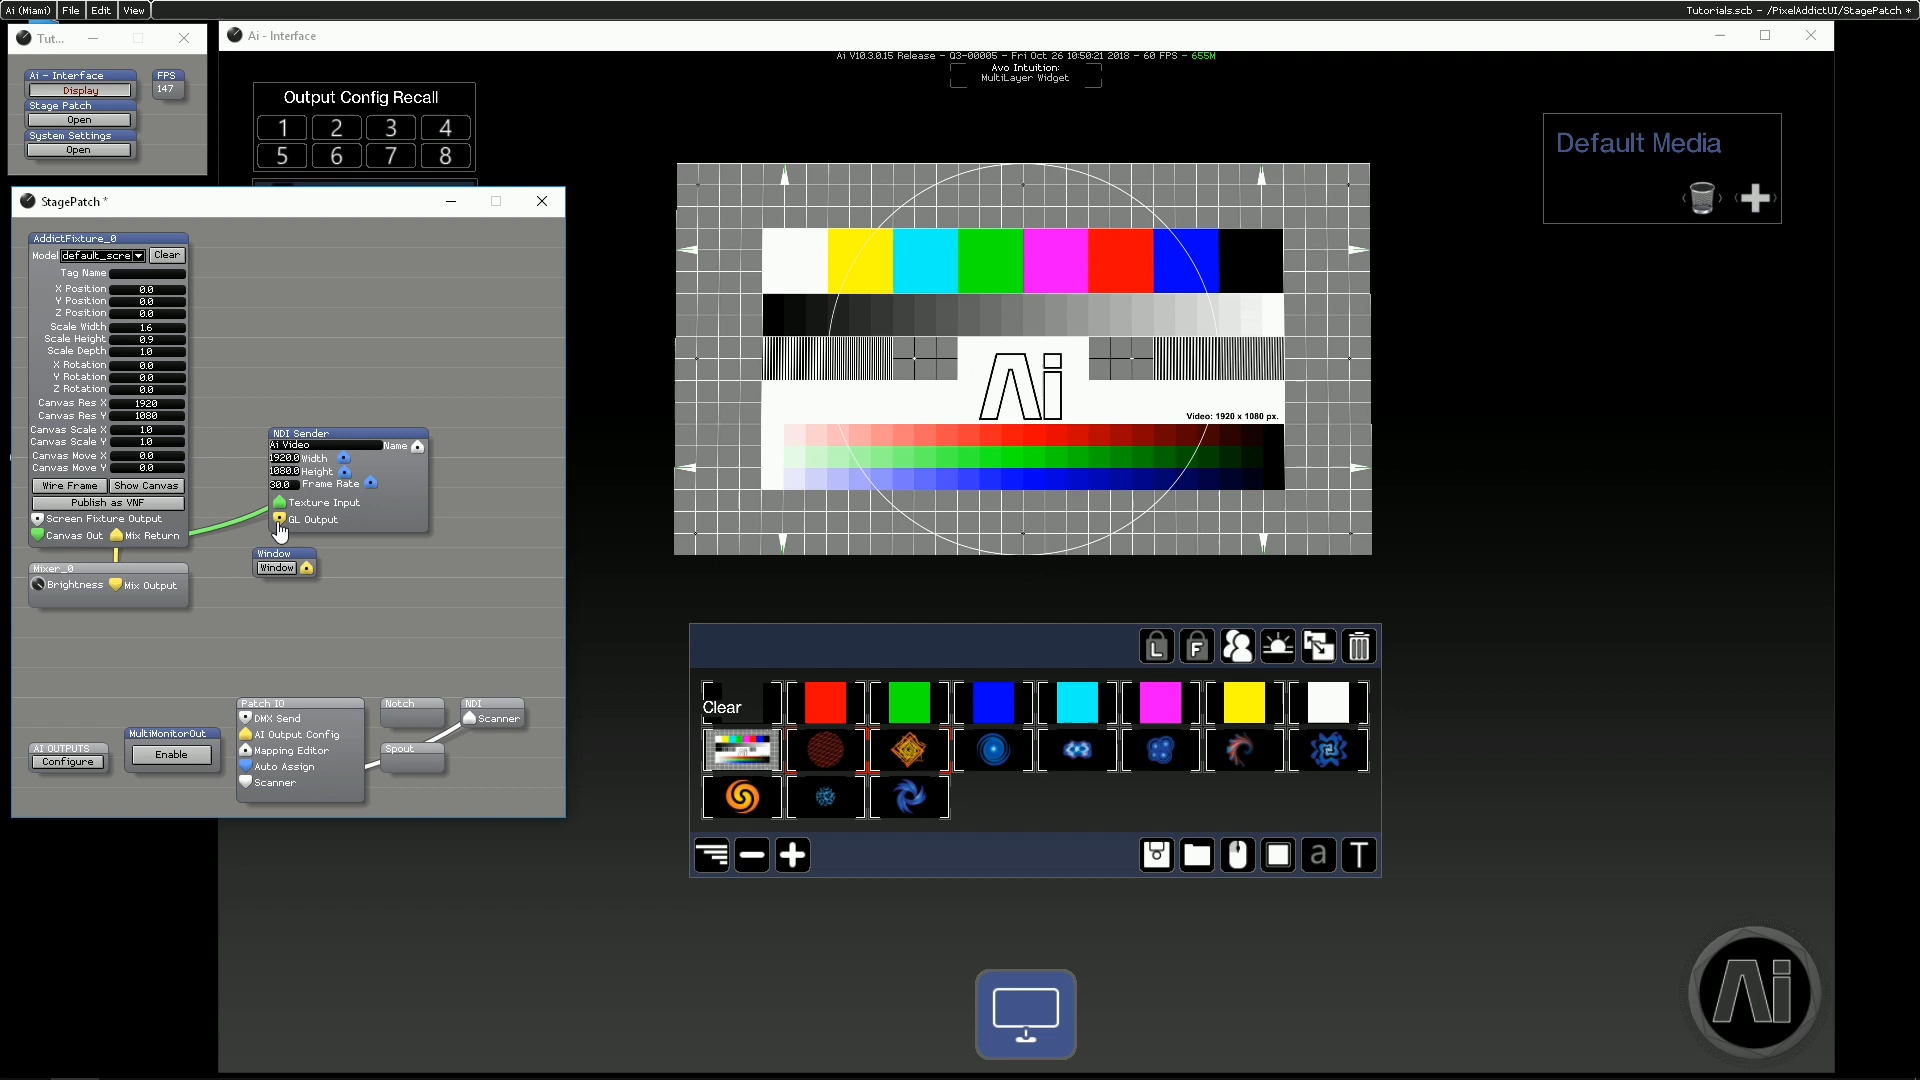 Ai (Miami) File Edit View
Tutorials.scb - /PixelAddictUI/StagePatch *
Tut...
Ai - Interface
Display
FPS
147
Stage Patch
Open
System Settings
Open
Ai - Interface
Ai V10.3.0.15 Release - Q3-00005 - Fri Oct 26 10:50:21 2018 - 60 FPS - 655M
Avo Intuition:
MultiLayer Widget
Output Config Recall
1 2 3 4
5 6 7 8
Default Media
StagePatch *
AddictFixture_0
Model default_scre Clear
Tag Name
X Position 0.0
Y Position 0.0
Z Position 0.0
Scale Width 1.6
Scale Height 0.9
Scale Depth 1.0
X Rotation 0.0
Y Rotation 0.0
Z Rotation 0.0
Canvas Res X 1920
Canvas Res Y 1080
Canvas Scale X 1.0
Canvas Scale Y 1.0
Canvas Move X 0.0
Canvas Move Y 0.0
Wire Frame Show Canvas
Publish as VNF
Screen Fixture Output
Canvas Out Mix Return
Mixer_0
Brightness Mix Output
NDI Sender
Ai Video Name
1920.0 Width
1080.0 Height
30.0 Frame Rate
Texture Input
GL Output
Window
Window
AI OUTPUTS
Configure
MultiMonitorOut
Enable
Patch IO
DMX Send
AI Output Config
Mapping Editor
Auto Assign
Scanner
Notch
Spout
NDI
Scanner
Ai
Video: 1920 x 1080 px.
L F
Clear
a T
Ai